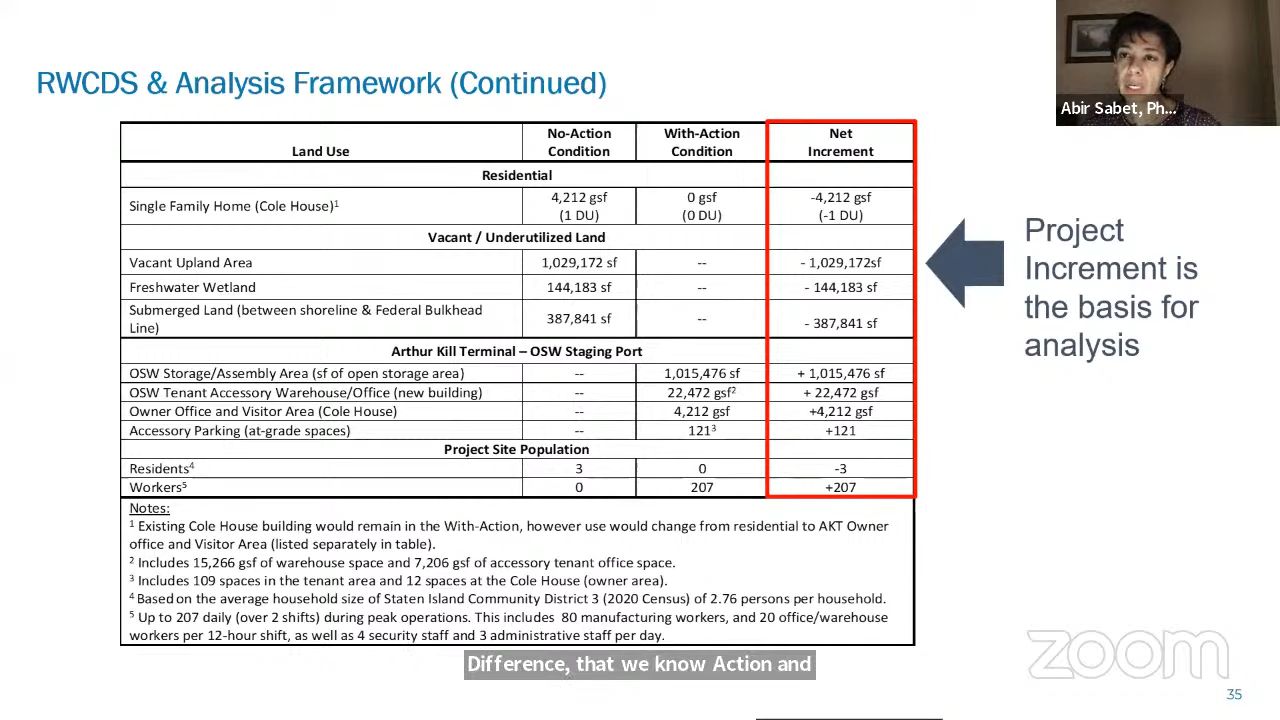 Abir Sabet, Ph...
RWCDS & Analysis Framework (Continued)
Land Use No-Action Condition With-Action Condition Net Increment
Residential
Single Family Home (Cole House)¹ 4,212 gsf (1 DU) 0 gsf (0 DU) -4,212 gsf (-1 DU)
Vacant / Underutilized Land
Vacant Upland Area 1,029,172 sf -- - 1,029,172sf
Freshwater Wetland 144,183 sf -- - 144,183 sf
Submerged Land (between shoreline & Federal Bulkhead Line) 387,841 sf -- - 387,841 sf
Arthur Kill Terminal – OSW Staging Port
OSW Storage/Assembly Area (sf of open storage area) -- 1,015,476 sf + 1,015,476 sf
OSW Tenant Accessory Warehouse/Office (new building) -- 22,472 gsf² + 22,472 gsf
Owner Office and Visitor Area (Cole House) -- 4,212 gsf +4,212 gsf
Accessory Parking (at-grade spaces) -- 121³ +121
Project Site Population
Residents⁴ 3 0 -3
Workers⁵ 0 207 +207
Notes:
¹ Existing Cole House building would remain in the With-Action, however use would change from residential to AKT Owner
office and Visitor Area (listed separately in table).
² Includes 15,266 gsf of warehouse space and 7,206 gsf of accessory tenant office space.
³ Includes 109 spaces in the tenant area and 12 spaces at the Cole House (owner area).
⁴ Based on the average household size of Staten Island Community District 3 (2020 Census) of 2.76 persons per household.
⁵ Up to 207 daily (over 2 shifts) during peak operations. This includes 80 manufacturing workers, and 20 office/warehouse
workers per 12-hour shift, as well as 4 security staff and 3 administrative staff per day.
Project
Increment is
the basis for
analysis
Difference, that we know Action and
zoom
35